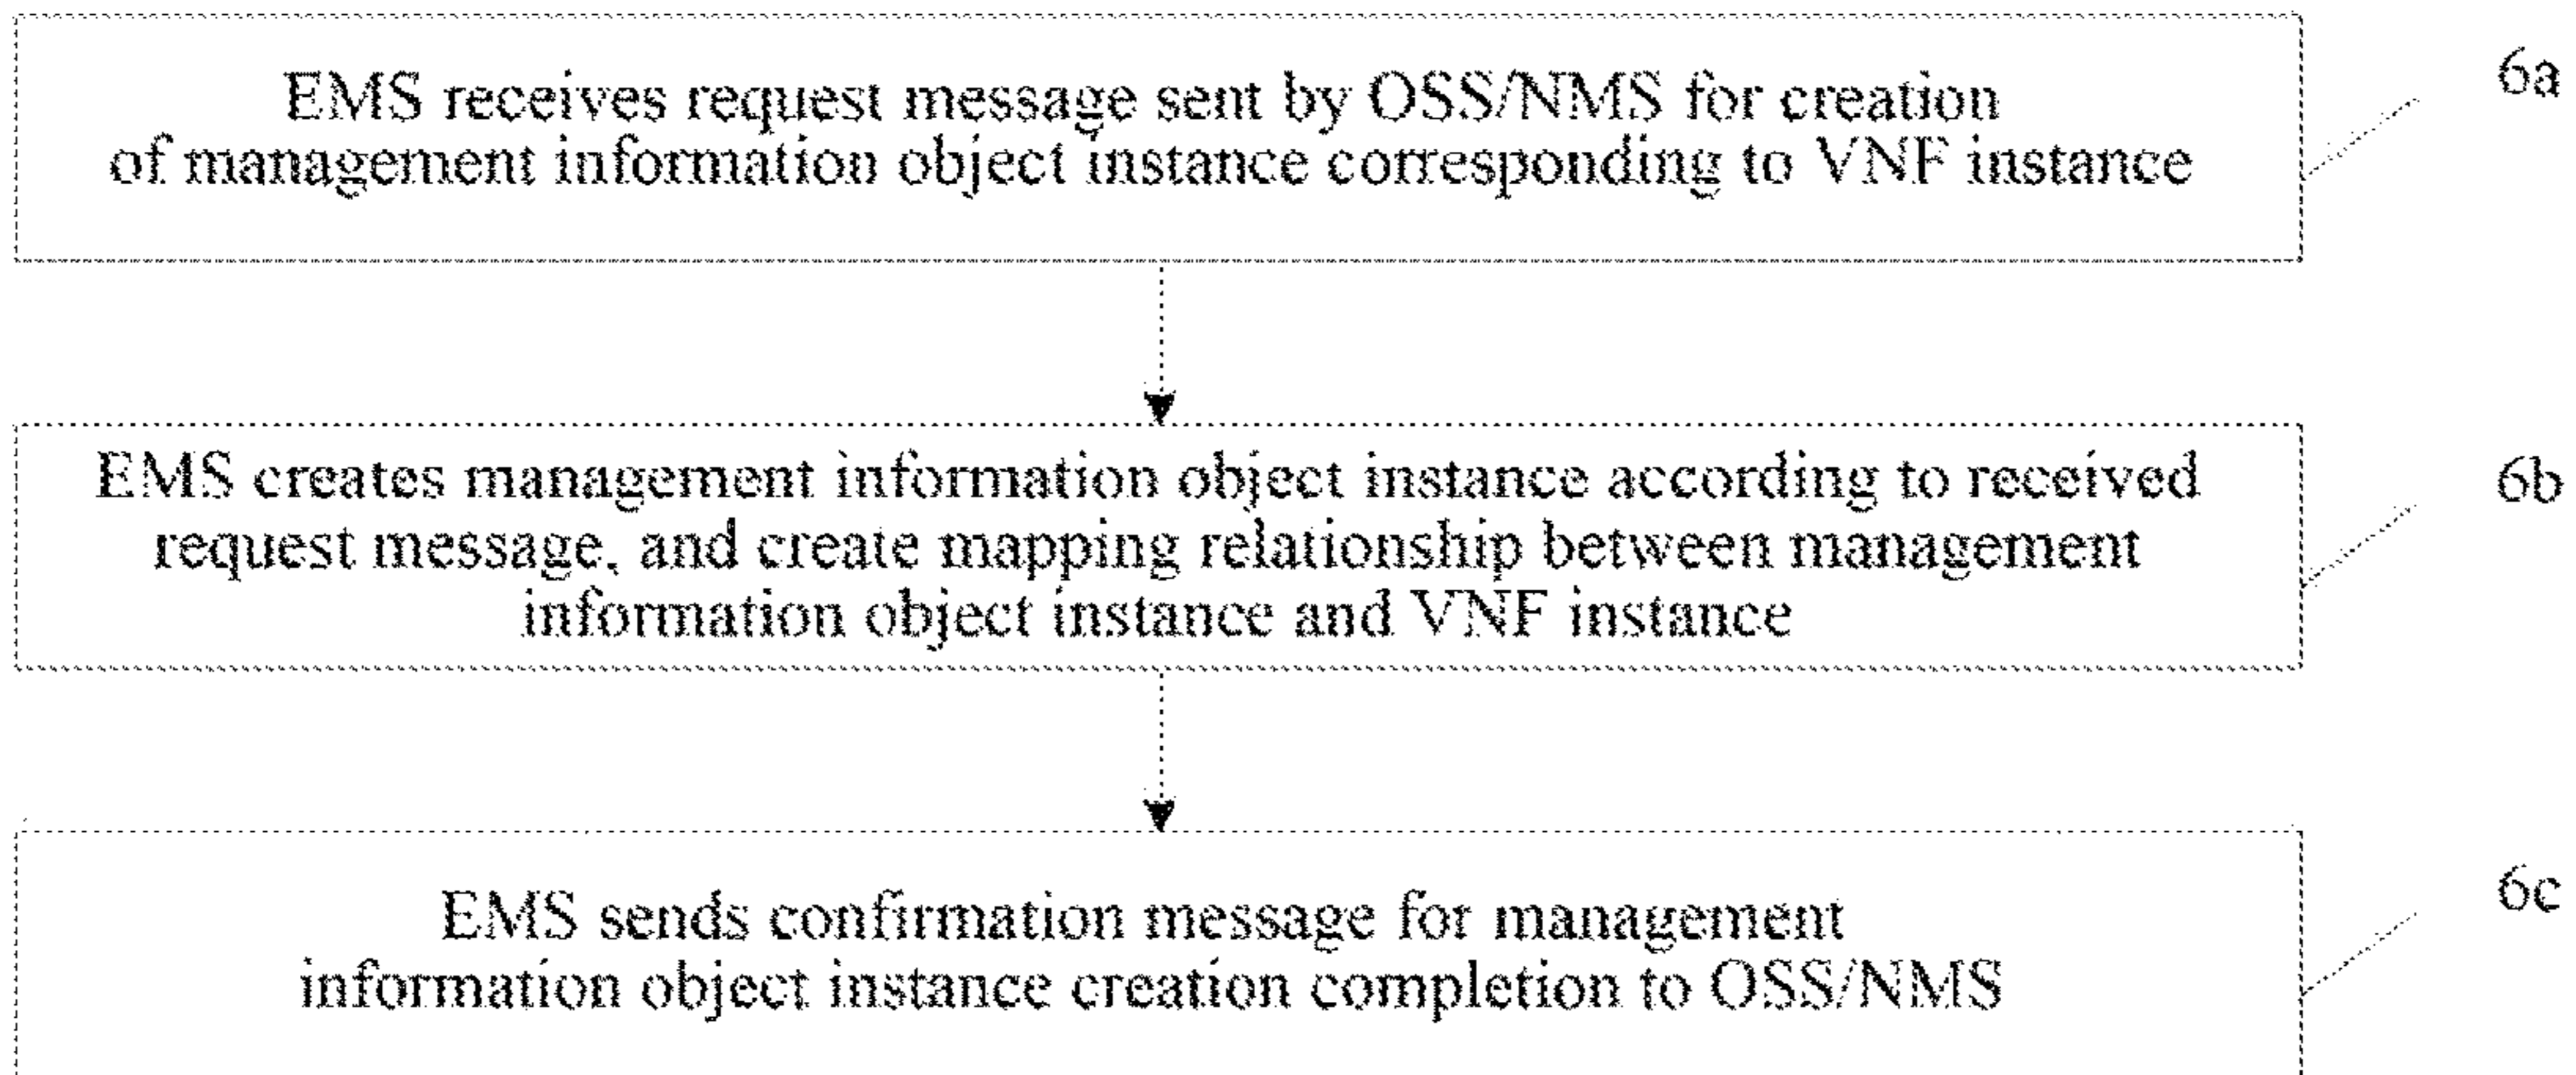 EMS receives request message sent by OSS/NMS for creation
of management information object instance corresponding to VNF instance
6a
EMS creates management information object instance according to received
request message, and create mapping relationship between management
information object instance and VNF instance
6b
EMS sends confirmation message for management
information object instance creation completion to OSS/NMS
6c